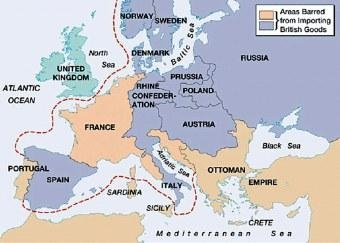 Areas Barred
from Importing
British Goods
NORWAY
SWEDEN
North
Sea
DENMARK
Baltic Sea
UNITED
KINGDOM
RUSSIA
ATLANTIC
OCEAN
PRUSSIA
RHINE
CONFEDER-
ATION
POLAND
FRANCE
AUSTRIA
Black
Sea
Adriatic Sea
PORTUGAL
SPAIN
ITALY
OTTOMAN
EMPIRE
SARDINIA
SICILY
CRETE
Mediterranean Sea